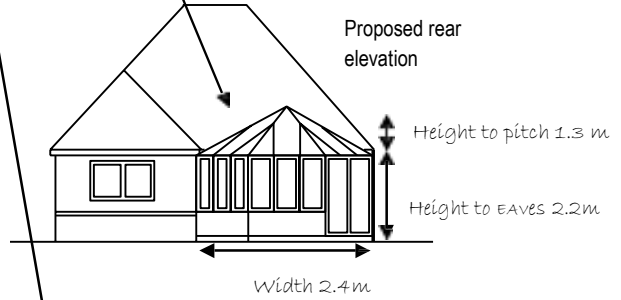 Proposed rear
elevation
Height to pitch 1.3 m
Height to EAVES 2.2m
Width 2.4m